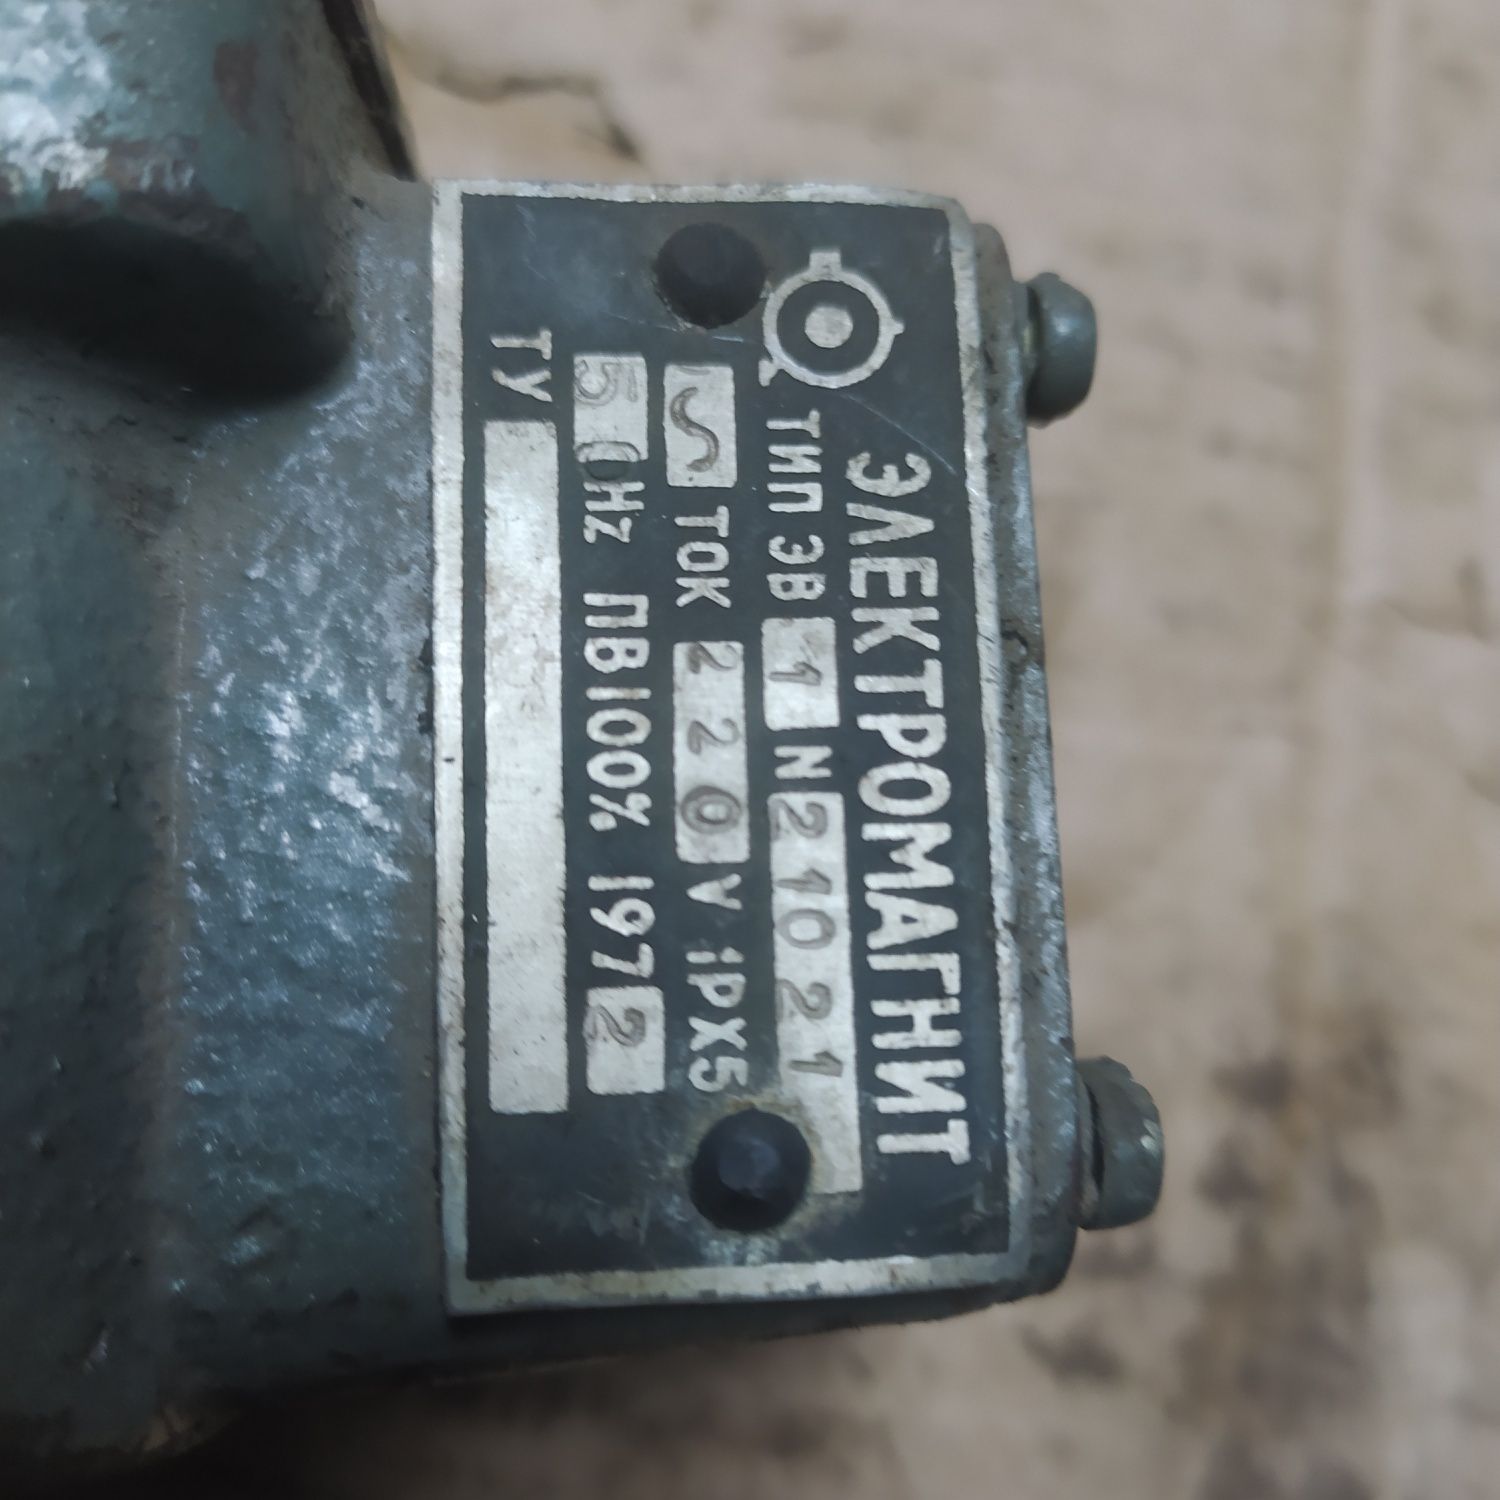 ЭЛЕКТРОМАГНИТ
ТИП ЭВ 1 N 21021
~ ТОК 220 V IPX5
50HZ ПВ100% 1972
ТУ